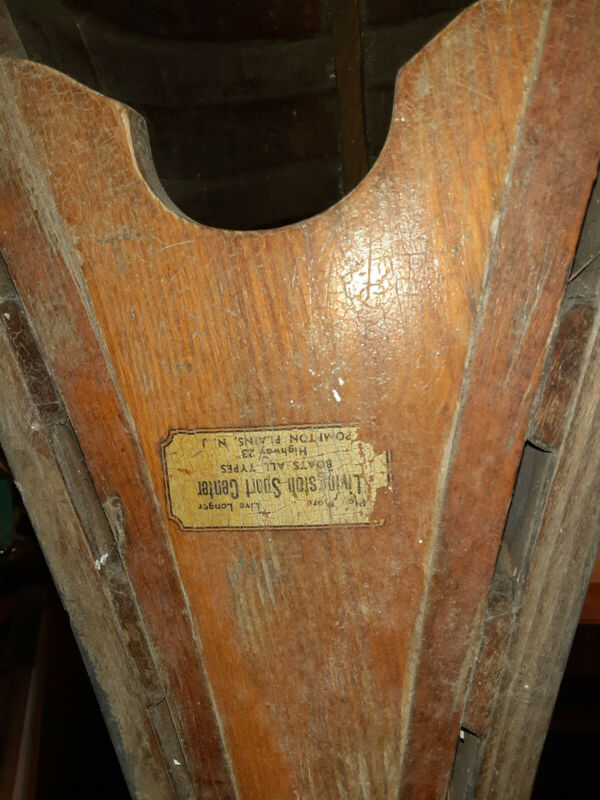 Play More Live Longer
Livingston Sport Center
BOATS ALL TYPES
Highway 23
POMPTON PLAINS, N. J.